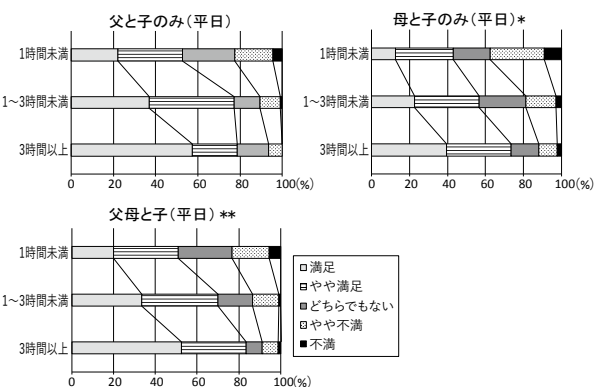 父と子のみ（平日）
1時間未満
1～3時間未満
3時間以上
0 20 40 60 80 100(%)
母と子のみ（平日）*
1時間未満
1～3時間未満
3時間以上
0 20 40 60 80 100(%)
父母と子（平日）**
1時間未満
1～3時間未満
3時間以上
0 20 40 60 80 100(%)
満足
やや満足
どちらでもない
やや不満
不満